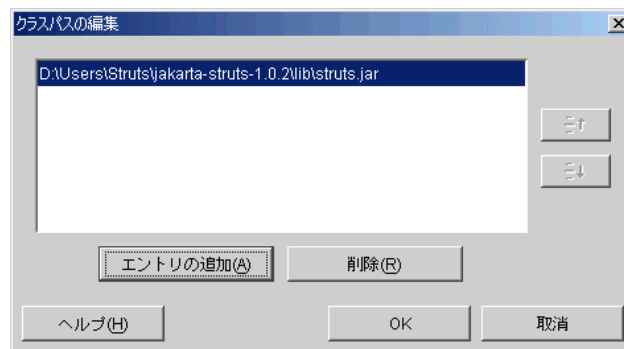 クラスパスの編集
D:\Users\Struts\jakarta-struts-1.0.2\lib\struts.jar
エントリの追加(A)
削除(R)
ヘルプ(H)
OK
取消